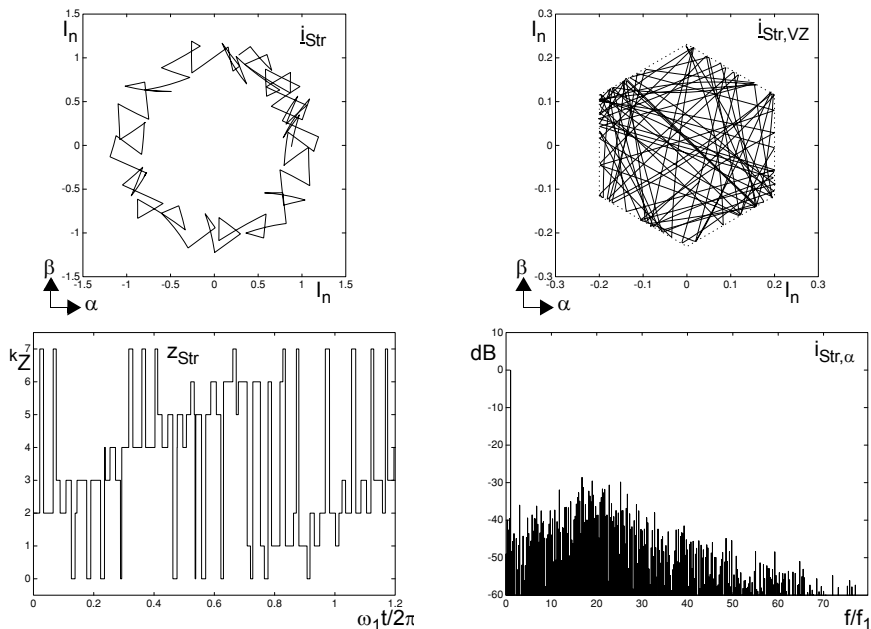 1.5
I_n
i_Str
1
0.5
0
-0.5
-1
-1.5
-1 -0.5 0 0.5 1 1.5
I_n
β
α
0.3
I_n
i_Str,VZ
0.2
0.1
0
-0.1
-0.2
-0.3
-0.2 -0.1 0 0.1 0.2 0.3
I_n
β
α
k_Z
z_Str
7
6
5
4
3
2
1
0
0 0.2 0.4 0.6 0.8 1 1.2
ω_1t/2π
10
dB
i_Str,α
0
-10
-20
-30
-40
-50
-60
0 10 20 30 40 50 60 70
f/f_1